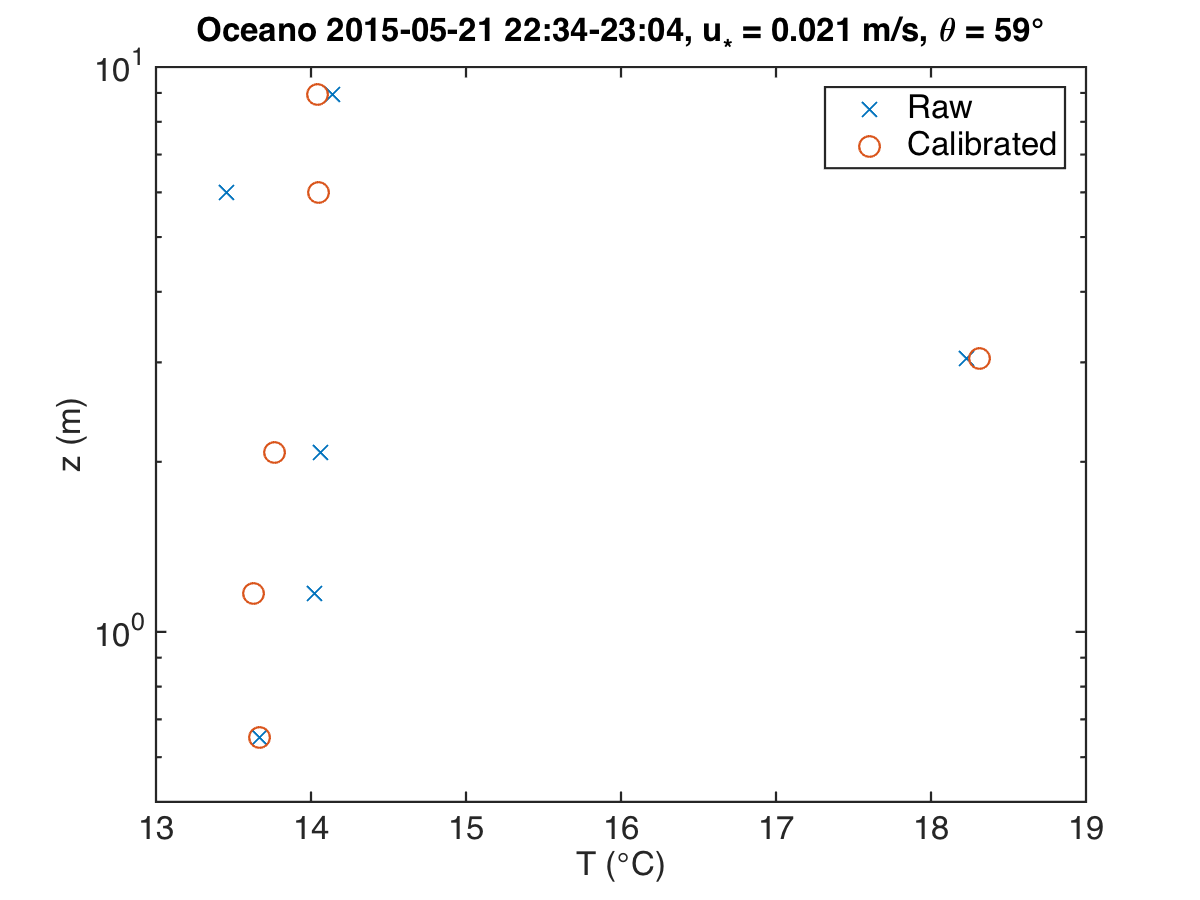 Oceano 2015-05-21 22:34-23:04, u* = 0.021 m/s, θ = 59°
10¹
Raw
Calibrated
z (m)
10⁰
13 14 15 16 17 18 19
T (°C)